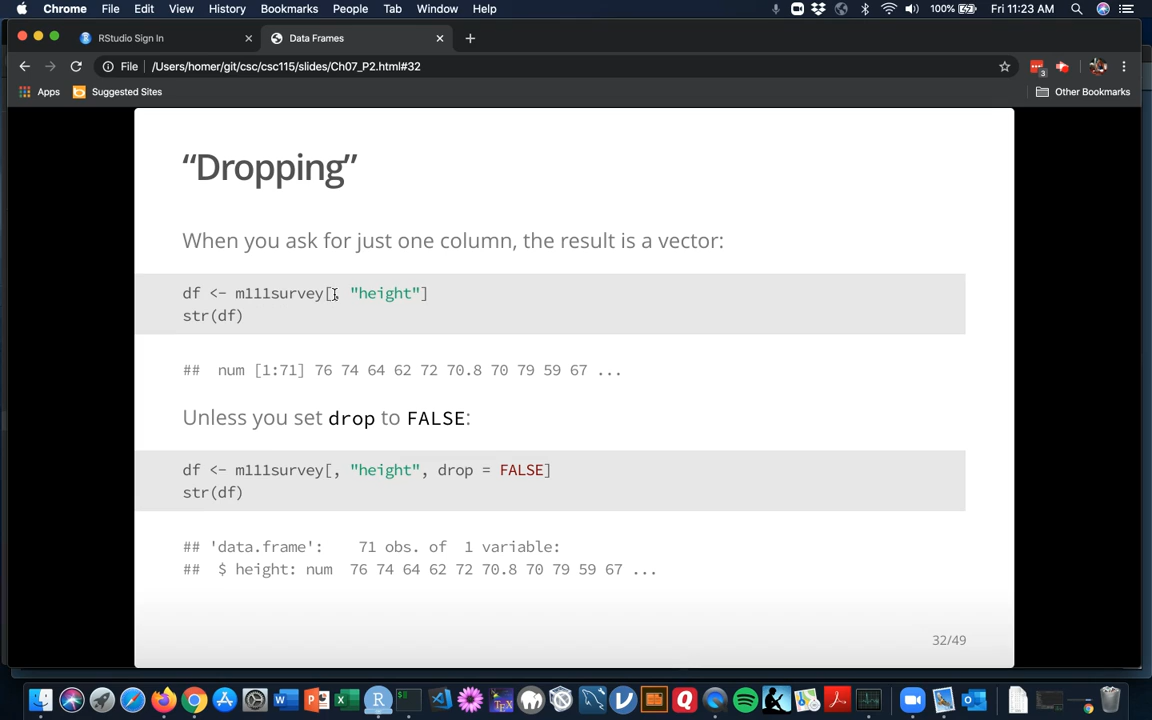 Chrome File Edit View History Bookmarks People Tab Window Help 100% Fri 11:23 AM
RStudio Sign In Data Frames
File /Users/homer/git/csc/csc115/slides/Ch07_P2.html#32
Apps Suggested Sites Other Bookmarks
“Dropping”
When you ask for just one column, the result is a vector:
df <- m111survey[, "height"]
str(df)
## num [1:71] 76 74 64 62 72 70.8 70 79 59 67 ...
Unless you set drop to FALSE:
df <- m111survey[, "height", drop = FALSE]
str(df)
## 'data.frame': 71 obs. of 1 variable:
## $ height: num 76 74 64 62 72 70.8 70 79 59 67 ...
32/49